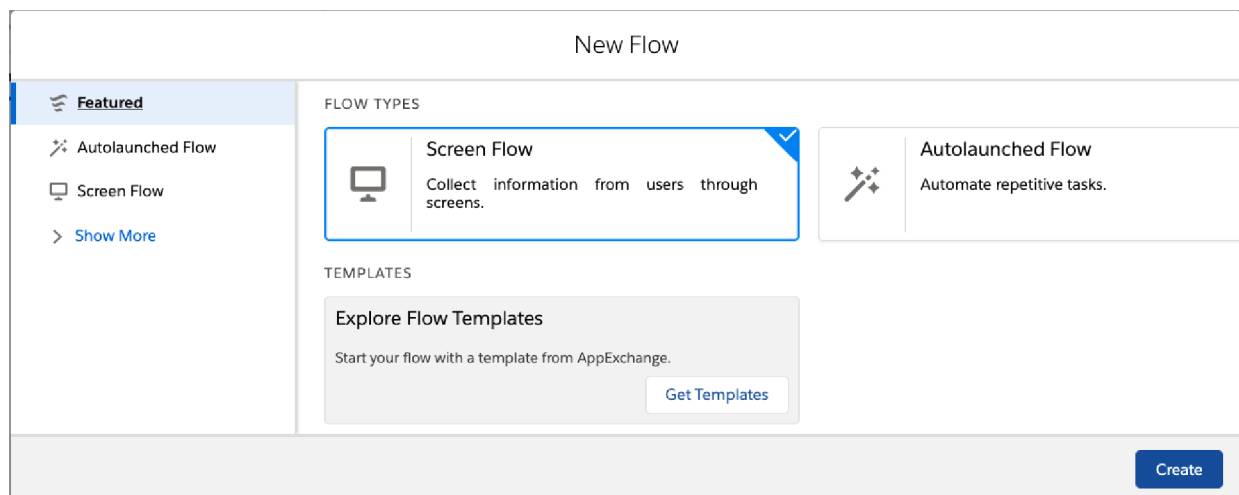 New Flow
Featured
Autolaunched Flow
Screen Flow
Show More
FLOW TYPES
Screen Flow
Collect information from users through
screens.
Autolaunched Flow
Automate repetitive tasks.
TEMPLATES
Explore Flow Templates
Start your flow with a template from AppExchange.
Get Templates
Create